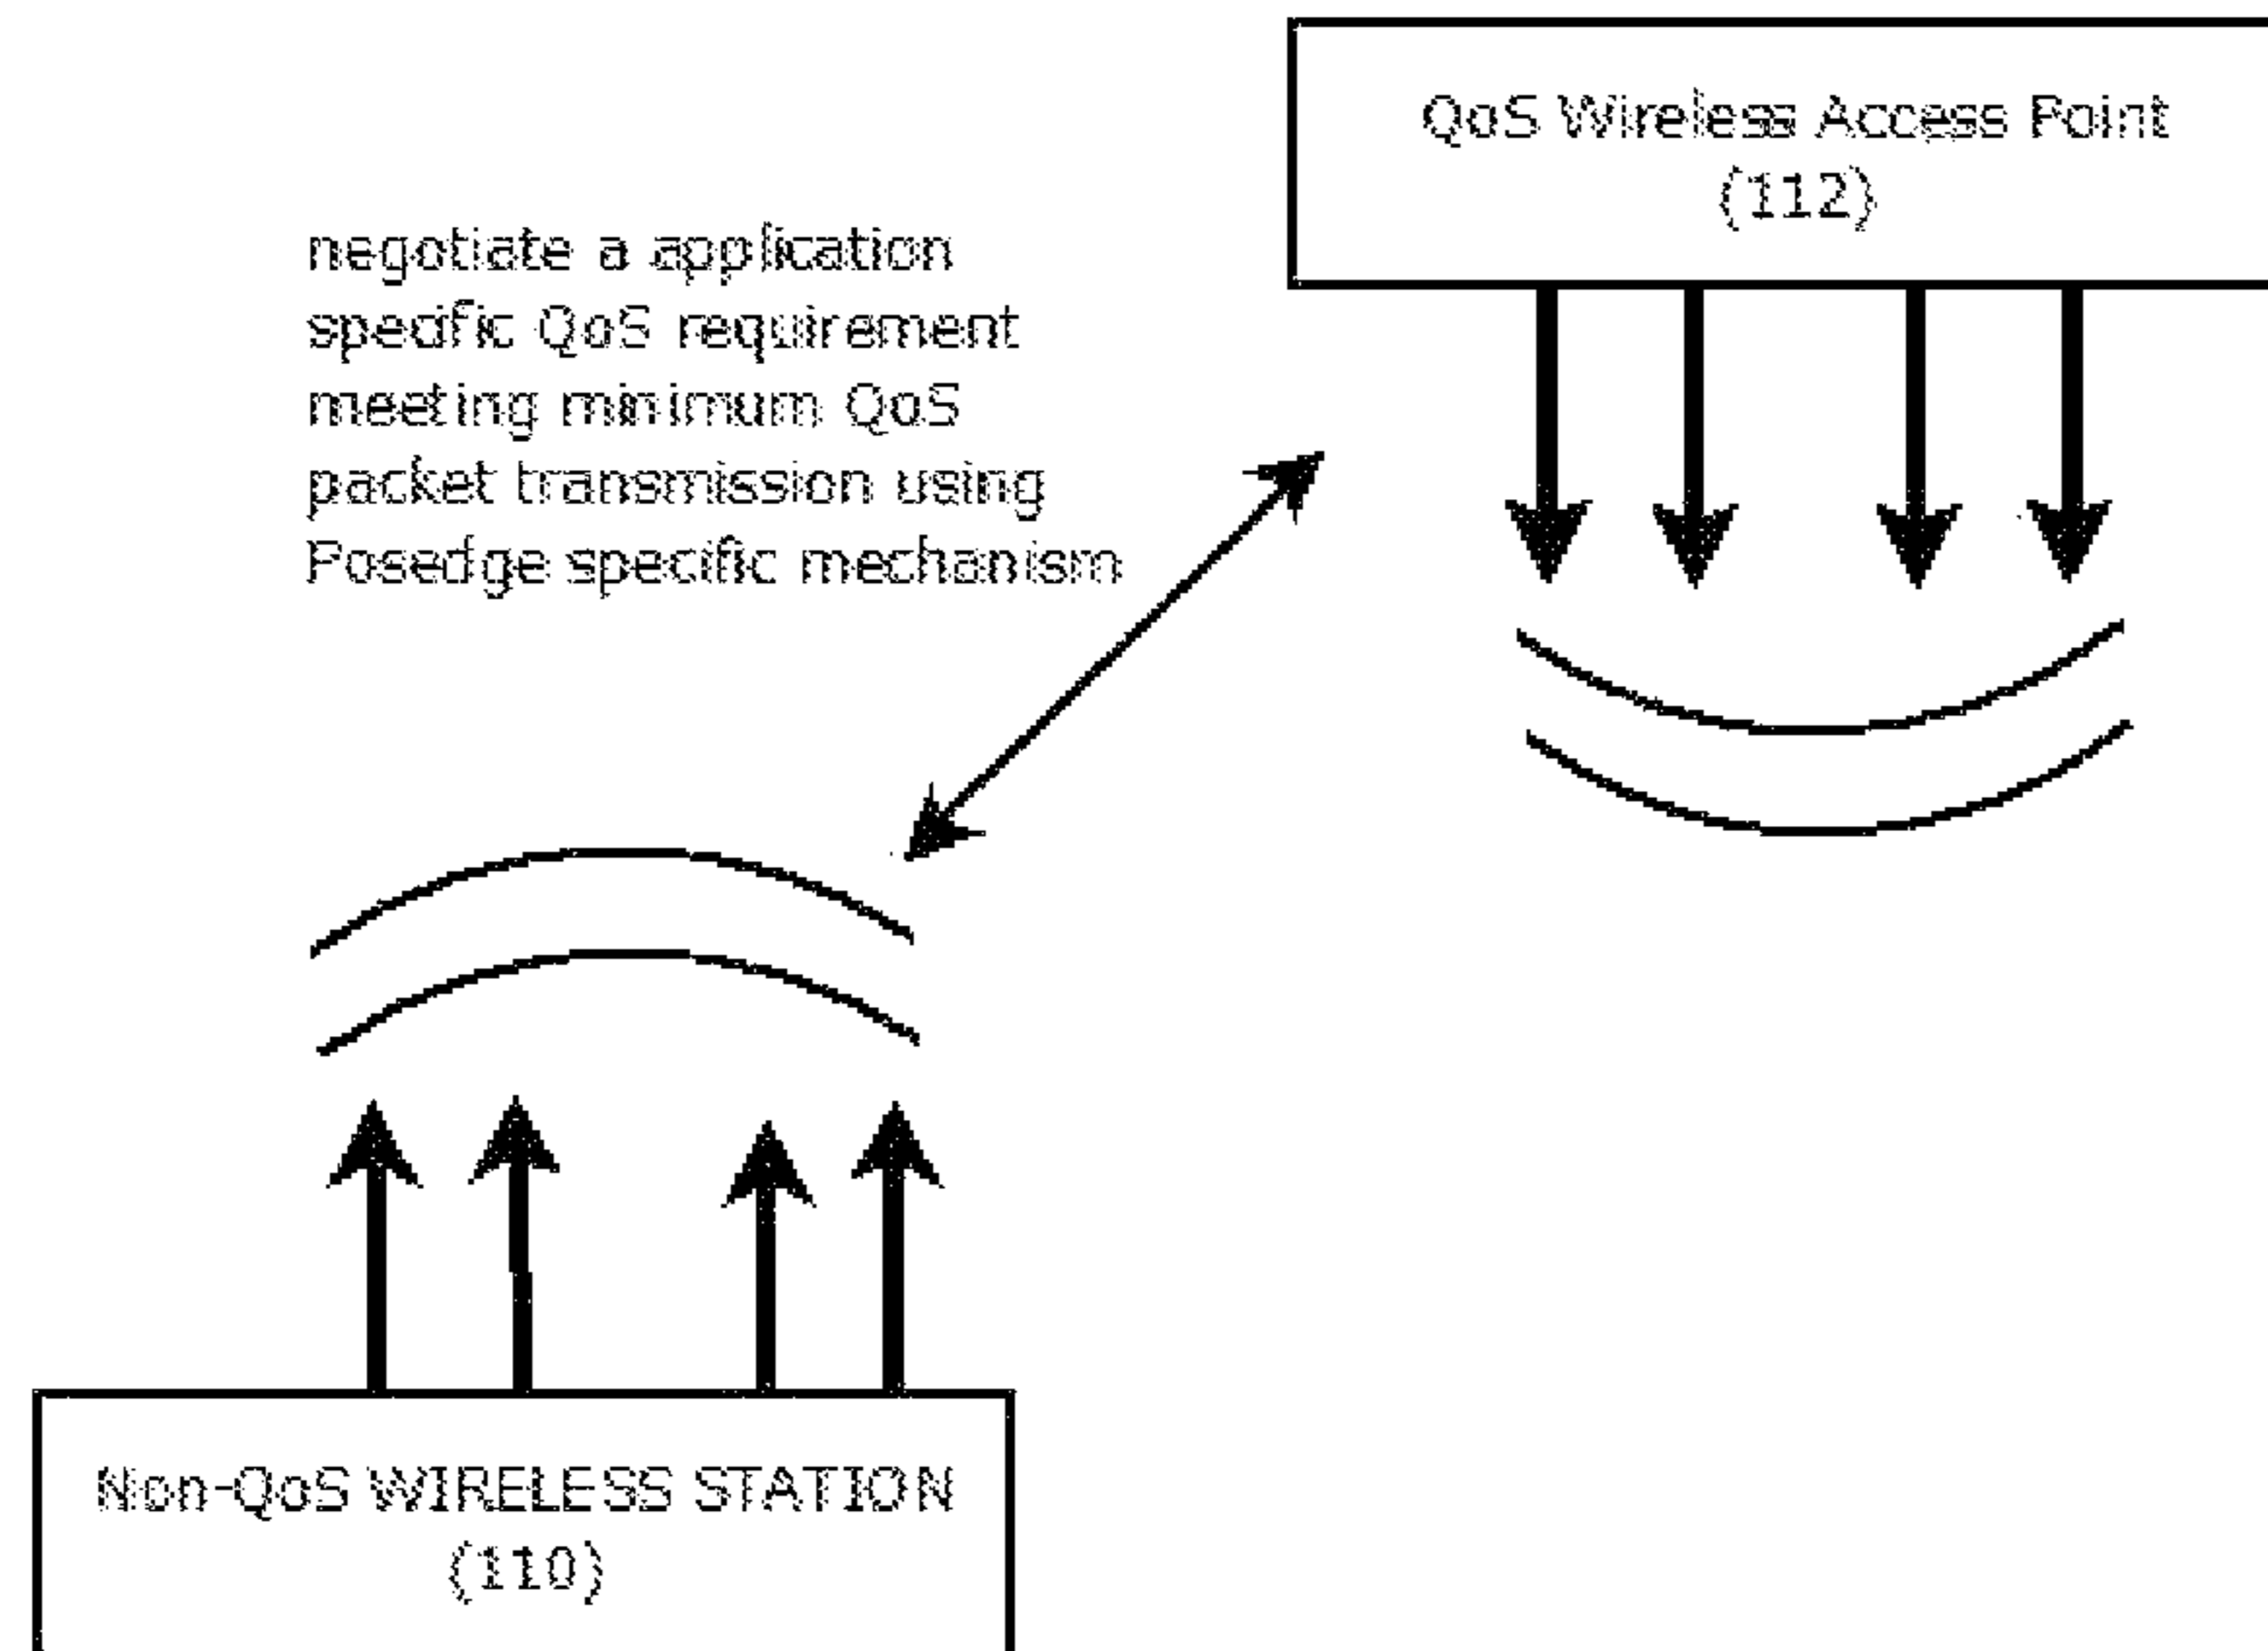 QoS Wireless Access Point
(112)
negotiate a application
specific QoS requirement
meeting minimum QoS
packet transmission using
Posedge specific mechanism
Non-QoS WIRELESS STATION
(110)